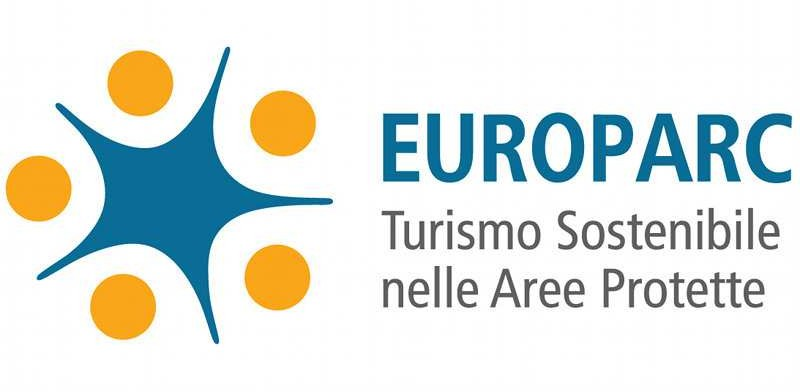 EUROPARC
Turismo Sostenibile
nelle Aree Protette